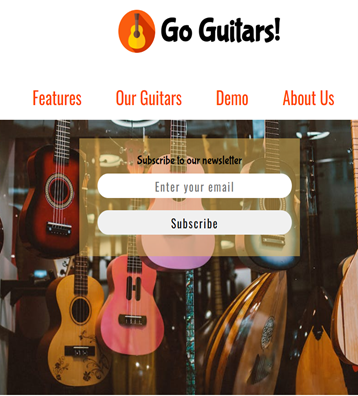 Go Guitars!
Features Our Guitars Demo About Us
Subscribe to our newsletter
Enter your email
Subscribe